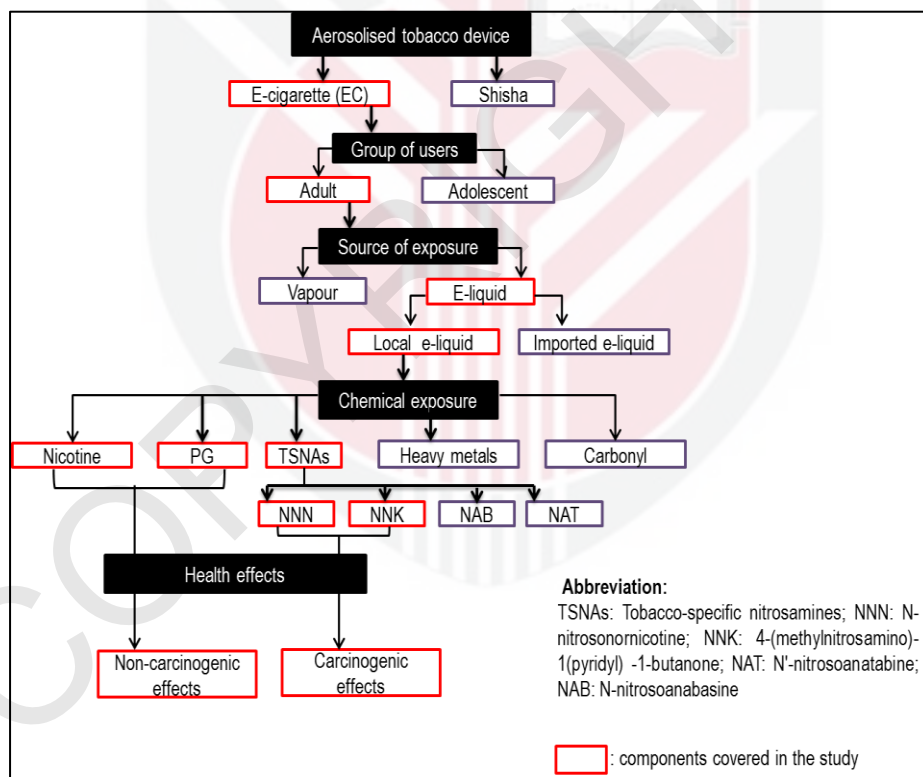 Aerosolised tobacco device
E-cigarette (EC)
Shisha
Group of users
Adult
Adolescent
Source of exposure
Vapour
E-liquid
Local e-liquid
Imported e-liquid
Chemical exposure
Nicotine
PG
TSNAs
Heavy metals
Carbonyl
NNN
NNK
NAB
NAT
Health effects
Non-carcinogenic
effects
Carcinogenic
effects
Abbreviation:
TSNAs: Tobacco-specific nitrosamines; NNN: N-
nitrosonornicotine; NNK: 4-(methylnitrosamino)-
1(pyridyl) -1-butanone; NAT: N'-nitrosoanatabine;
NAB: N-nitrosoanabasine
: components covered in the study
COPYRIGH